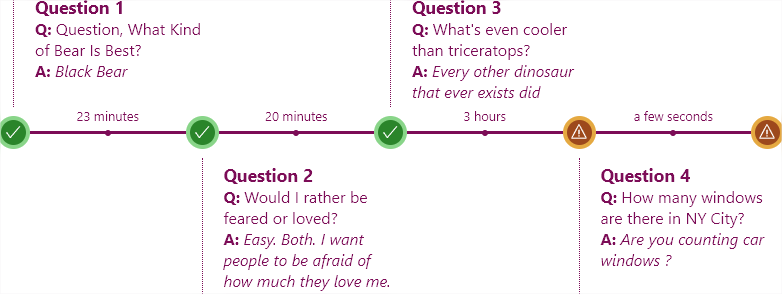 Question 1
Q: Question, What Kind
of Bear Is Best?
A: Black Bear
Question 3
Q: What's even cooler
than triceratops?
A: Every other dinosaur
that ever exists did
23 minutes
20 minutes
3 hours
a few seconds
Question 2
Q: Would I rather be
feared or loved?
A: Easy. Both. I want
people to be afraid of
how much they love me.
Question 4
Q: How many windows
are there in NY City?
A: Are you counting car
windows ?